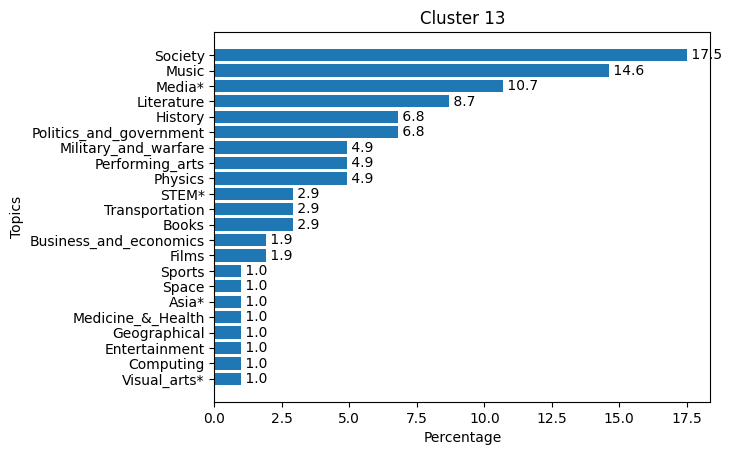 Cluster 13
Topics
Society 17.5
Music 14.6
Media* 10.7
Literature 8.7
History 6.8
Politics_and_government 6.8
Military_and_warfare 4.9
Performing_arts 4.9
Physics 4.9
STEM* 2.9
Transportation 2.9
Books 2.9
Business_and_economics 1.9
Films 1.9
Sports 1.0
Space 1.0
Asia* 1.0
Medicine_&_Health 1.0
Geographical 1.0
Entertainment 1.0
Computing 1.0
Visual_arts* 1.0
0.0 2.5 5.0 7.5 10.0 12.5 15.0 17.5
Percentage